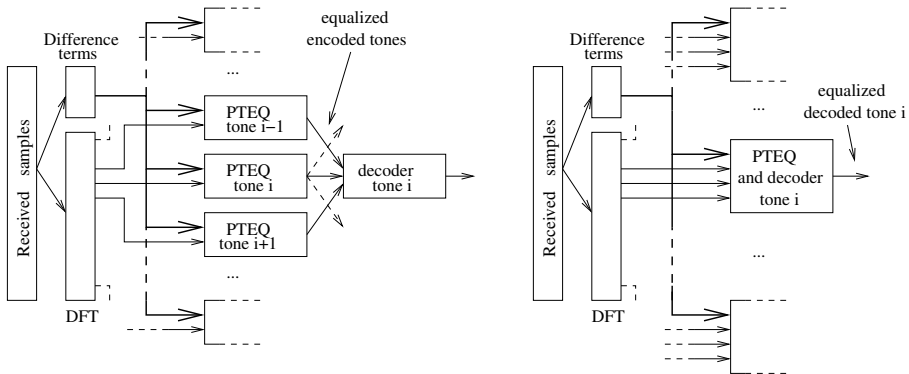 equalized
encoded tones
Difference
terms
...
Received samples
PTEQ
tone i−1
PTEQ
tone i
PTEQ
tone i+1
decoder
tone i
...
DFT
Difference
terms
...
equalized
decoded tone i
Received samples
PTEQ
and decoder
tone i
...
DFT